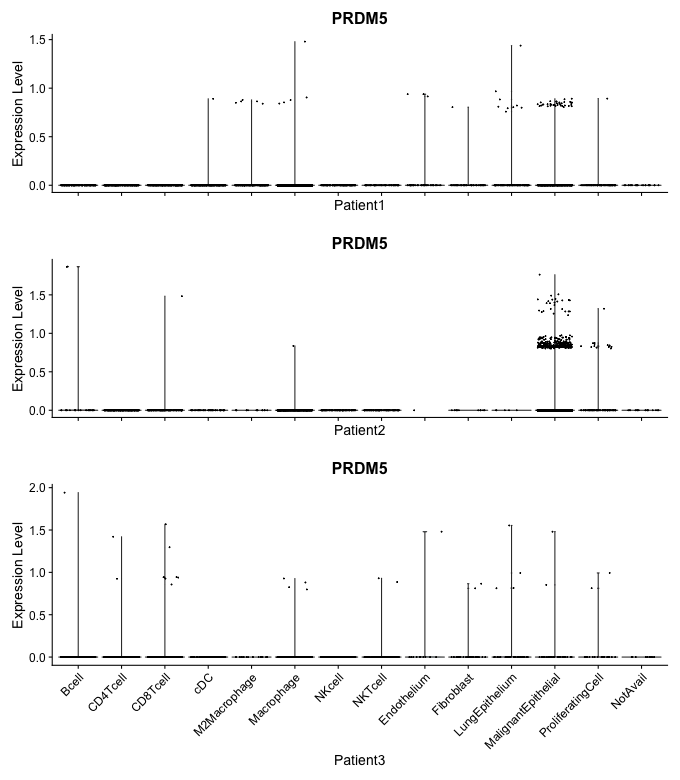 PRDM5
Expression Level
1.5
1.0
0.5
0.0
Patient1
PRDM5
Expression Level
1.5
1.0
0.5
0.0
Patient2
PRDM5
Expression Level
2.0
1.5
1.0
0.5
0.0
Bcell
CD4Tcell
CD8Tcell
cDC
M2Macrophage
Macrophage
NKcell
NKTcell
Endothelium
Fibroblast
LungEpithelium
MalignantEpithelial
ProliferatingCell
NotAvail
Patient3